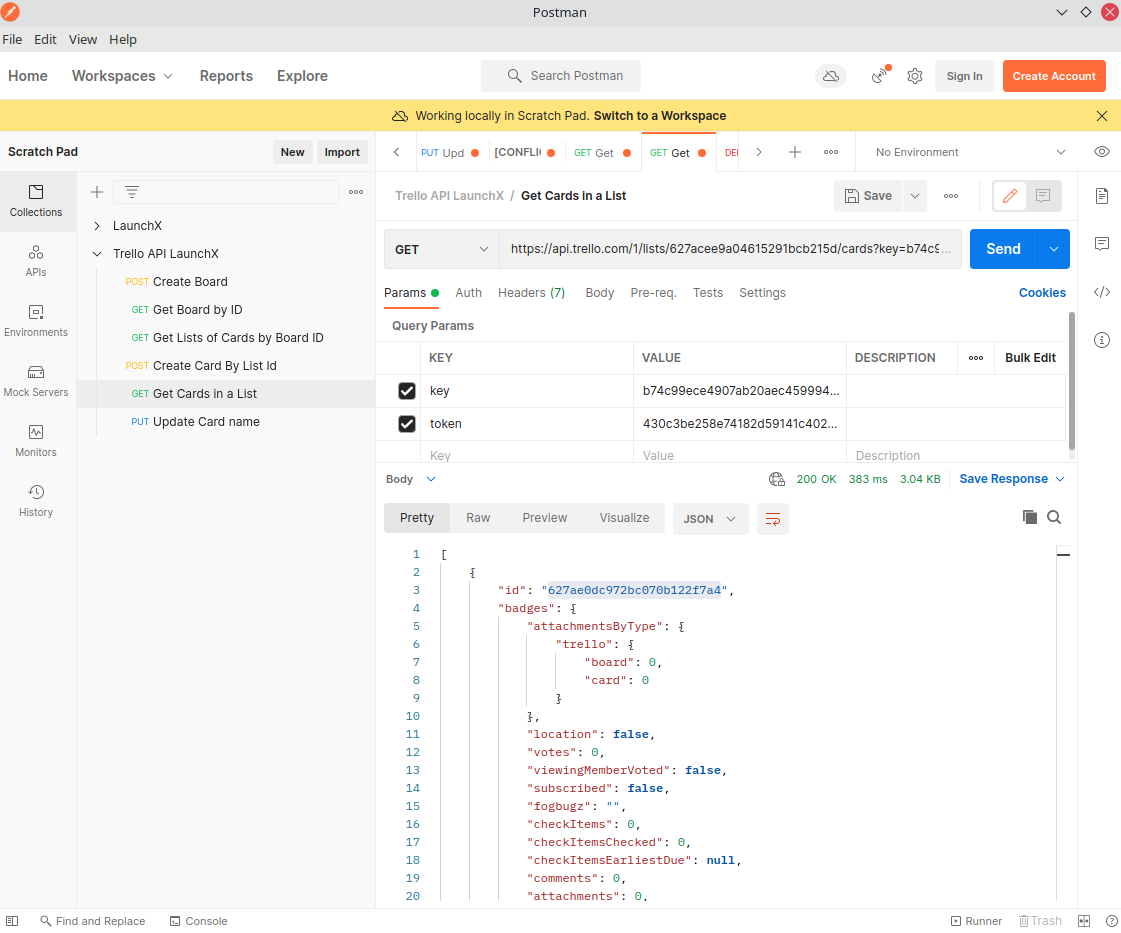 Postman
File Edit View Help
Home Workspaces Reports Explore Search Postman Sign In Create Account
Working locally in Scratch Pad. Switch to a Workspace
Scratch Pad New Import
PUT Upd [CONFLI GET Get GET Get DEL No Environment
Collections
APIs
Environments
Mock Servers
Monitors
History
LaunchX
Trello API LaunchX
POST Create Board
GET Get Board by ID
GET Get Lists of Cards by Board ID
POST Create Card By List Id
GET Get Cards in a List
PUT Update Card name
Trello API LaunchX / Get Cards in a List Save
GET https://api.trello.com/1/lists/627acee9a04615291bcb215d/cards?key=b74c9... Send
Params Auth Headers (7) Body Pre-req. Tests Settings Cookies
Query Params
KEY VALUE DESCRIPTION Bulk Edit
key b74c99ece4907ab20aec459994...
token 430c3be258e74182d59141c402...
Key Value Description
Body 200 OK 383 ms 3.04 KB Save Response
Pretty Raw Preview Visualize JSON
1 [
2 {
3 "id": "627ae0dc972bc070b122f7a4",
4 "badges": {
5 "attachmentsByType": {
6 "trello": {
7 "board": 0,
8 "card": 0
9 }
10 },
11 "location": false,
12 "votes": 0,
13 "viewingMemberVoted": false,
14 "subscribed": false,
15 "fogbugz": "",
16 "checkItems": 0,
17 "checkItemsChecked": 0,
18 "checkItemsEarliestDue": null,
19 "comments": 0,
20 "attachments": 0,
Find and Replace Console Runner Trash